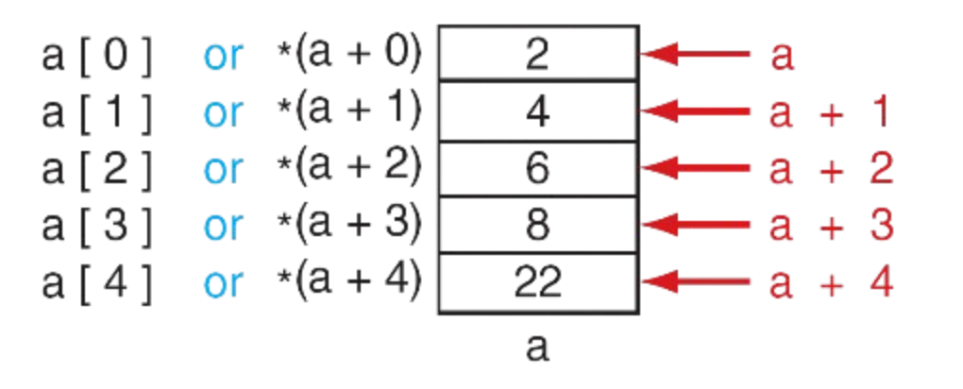 a [ 0 ] or *(a + 0) 2 a
a [ 1 ] or *(a + 1) 4 a + 1
a [ 2 ] or *(a + 2) 6 a + 2
a [ 3 ] or *(a + 3) 8 a + 3
a [ 4 ] or *(a + 4) 22 a + 4
a